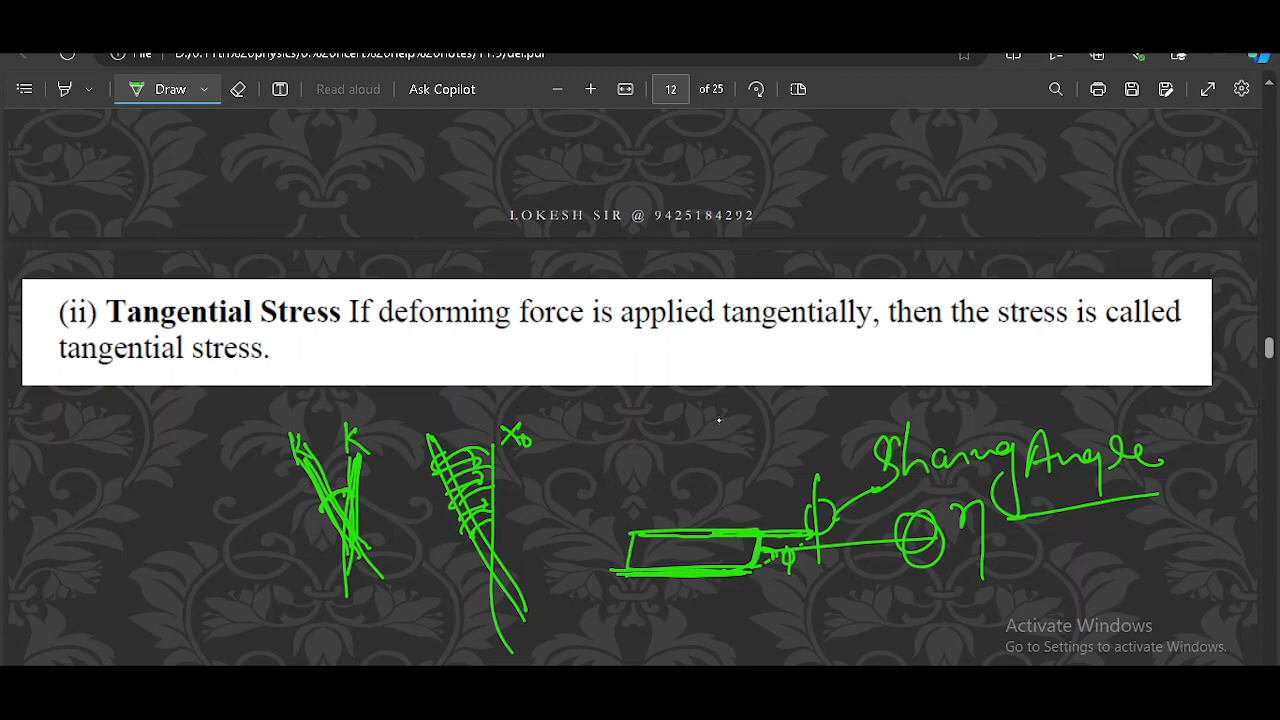 Draw
Read aloud
Ask Copilot
12
of 25
LOKESH SIR @ 9425184292
(ii) Tangential Stress If deforming force is applied tangentially, then the stress is called
tangential stress.
K
Sharing Angle
ϕ
η
Activate Windows
Go to Settings to activate Windows.